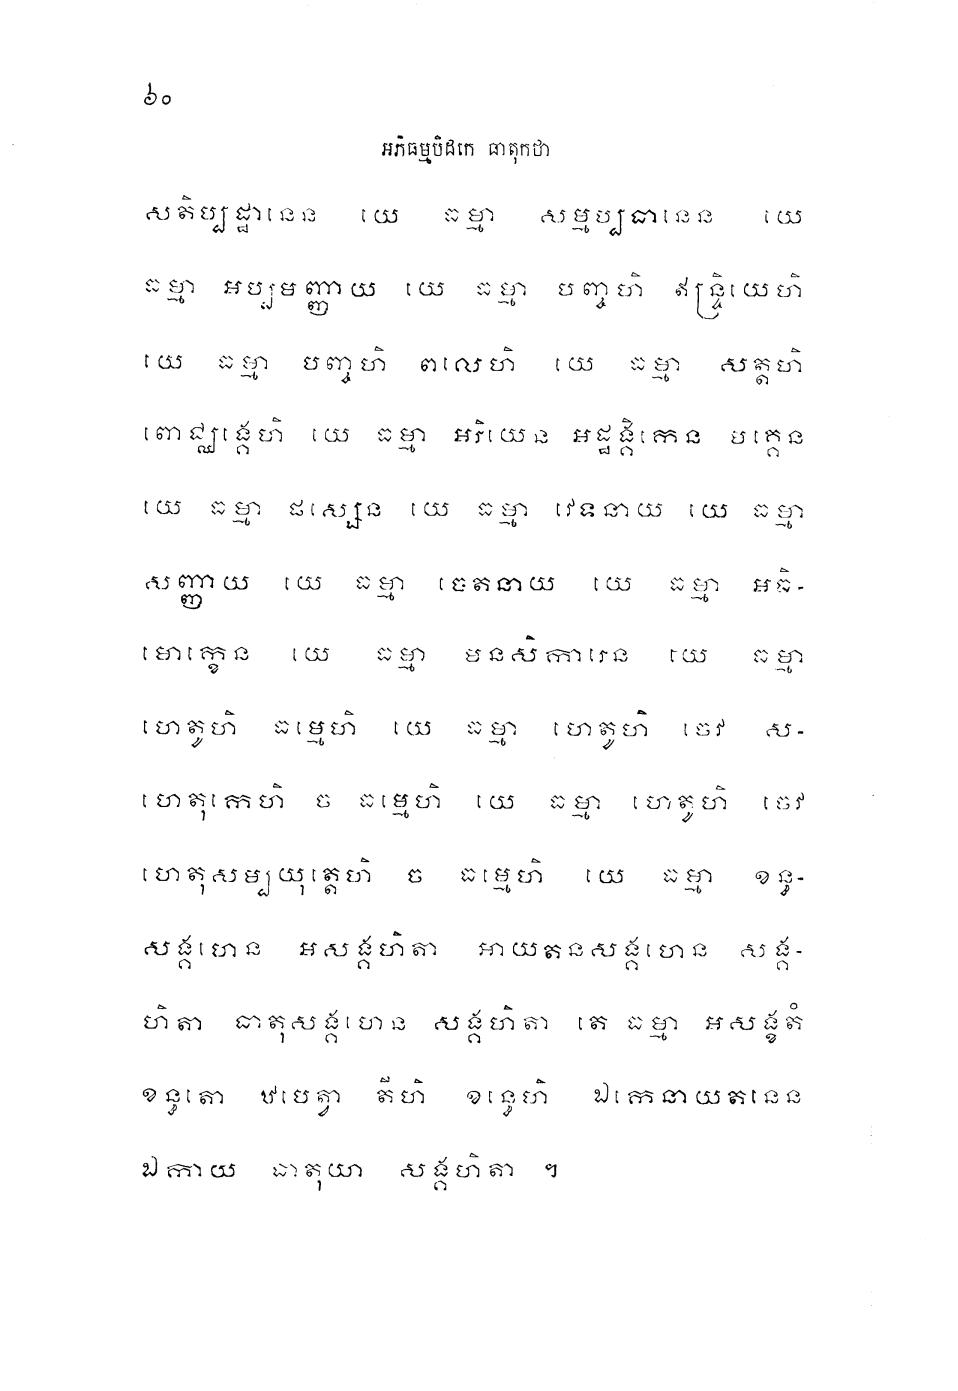 ៦០
អភិធម្មបិដកេ ធាតុកថា
សតិប្បដ្ឋានេន យេ ធម្មា សម្មប្បធានេន យេ
ធម្មា អប្បមញ្ញាយ យេ ធម្មា បញ្ចហិ ឥន្ទ្រិយេហិ
យេ ធម្មា បញ្ចហិ ពលេហិ យេ ធម្មា សត្តហិ
ពោជ្ឈង្គេហិ យេ ធម្មា អរិយេន អដ្ឋង្គិកេន មគ្គេន
យេ ធម្មា ផស្សេន យេ ធម្មា វេទនាយ យេ ធម្មា
សញ្ញាយ យេ ធម្មា ចេតនាយ យេ ធម្មា អធិ-
មោក្ខេន យេ ធម្មា មនសិការេន យេ ធម្មា
ហេតូហិ ធម្មេហិ យេ ធម្មា ហេតូហិ ចេវ ស-
ហេតុកេហិ ច ធម្មេហិ យេ ធម្មា ហេតូហិ ចេវ
ហេតុសម្បយុត្តេហិ ច ធម្មេហិ យេ ធម្មា ខន្ធ-
សង្គហេន អសង្គហិតា អាយតនសង្គហេន សង្គ-
ហិតា ធាតុសង្គហេន សង្គហិតា តេ ធម្មា អសង្ខតំ
ខន្ធតោ ឋបេត្វា តីហិ ខន្ធេហិ ឯកេនាយតនេន
ឯកាយ ធាតុយា សង្គហិតា ។